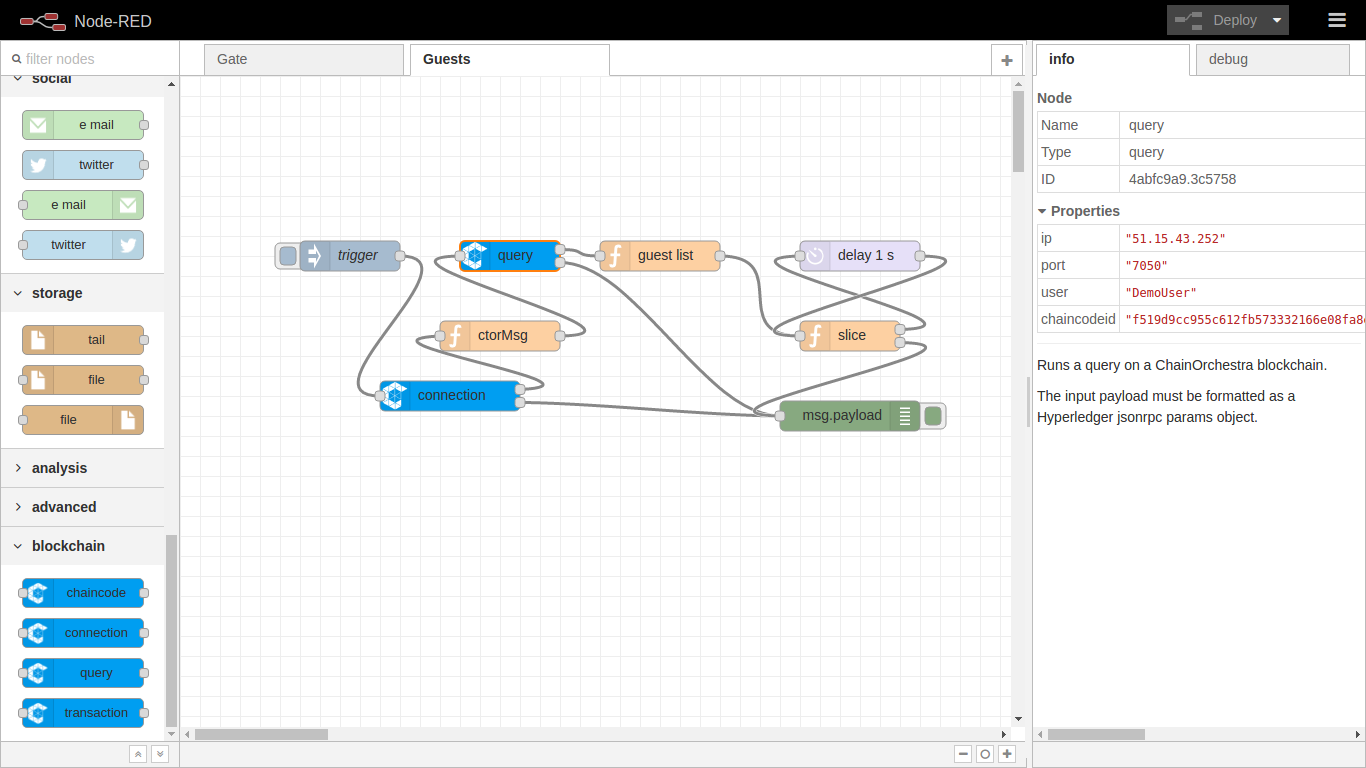 Node-RED
Deploy
filter nodes
social
e mail
twitter
e mail
twitter
storage
tail
file
file
analysis
advanced
blockchain
chaincode
connection
query
transaction
Gate
Guests
trigger
query
guest list
delay 1 s
ctorMsg
slice
connection
msg.payload
info
debug
Node
Name query
Type query
ID 4abfc9a9.3c5758
Properties
ip "51.15.43.252"
port "7050"
user "DemoUser"
chaincodeid "f519d9cc955c612fb573332166e08fa8
Runs a query on a ChainOrchestra blockchain.
The input payload must be formatted as a
Hyperledger jsonrpc params object.